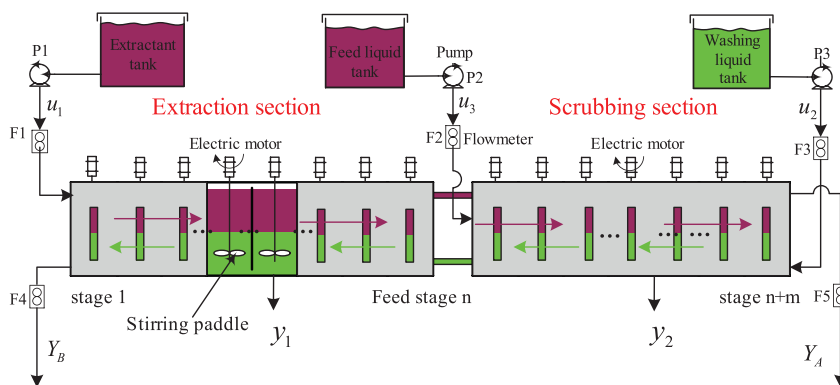 Extractant
tank
P1
u1
F1
Feed liquid
tank
Pump
P2
u3
F2
Flowmeter
Washing
liquid
tank
P3
u2
F3
Extraction section
Scrubbing section
Electric motor
Electric motor
stage 1
Feed stage n
stage n+m
F4
F5
Stirring paddle
y1
y2
YB
YA